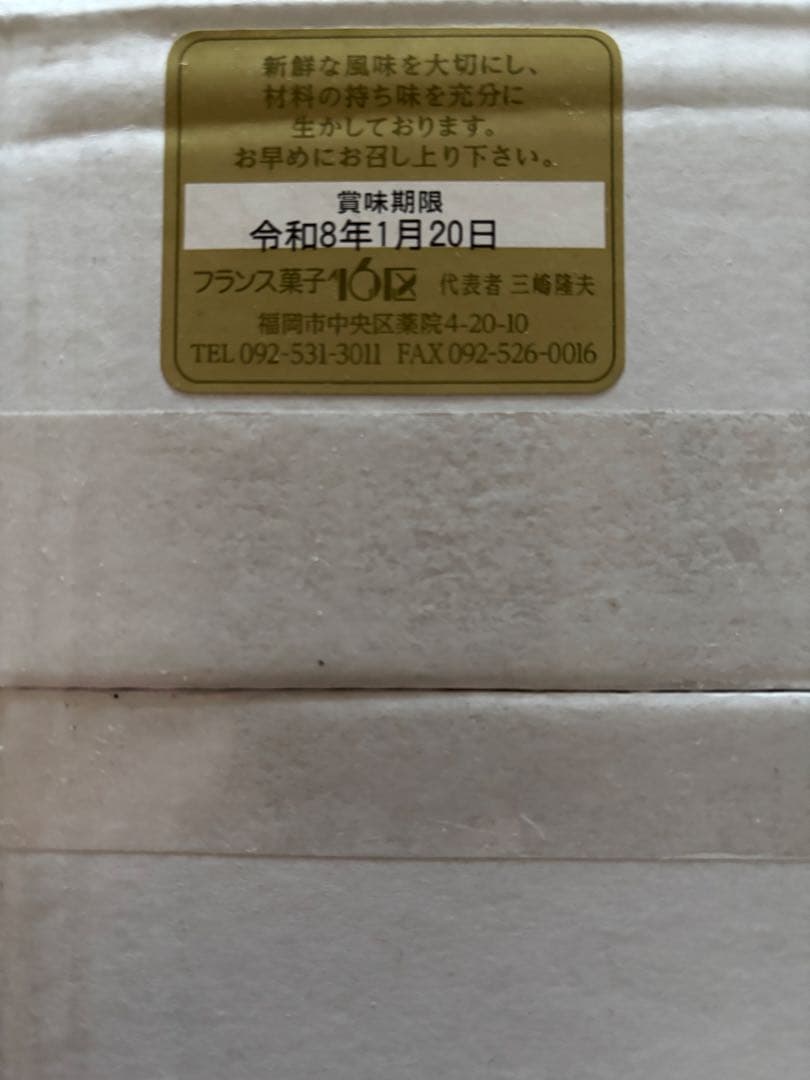 新鮮な風味を大切にし、
材料の持ち味を充分に
生かしております。
お早めにお召し上り下さい。
賞味期限
令和8年1月20日
フランス菓子16区 代表者 三嶋隆夫
福岡市中央区薬院4-20-10
TEL 092-531-3011 FAX 092-526-0016